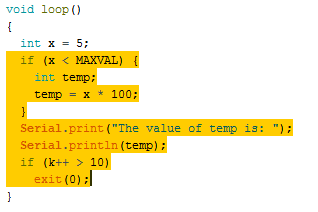 void loop()
{
  int x = 5;
  if (x < MAXVAL) {
    int temp;
    temp = x * 100;
  }
  Serial.print("The value of temp is: ");
  Serial.println(temp);
  if (k++ > 10)
    exit(0);
}